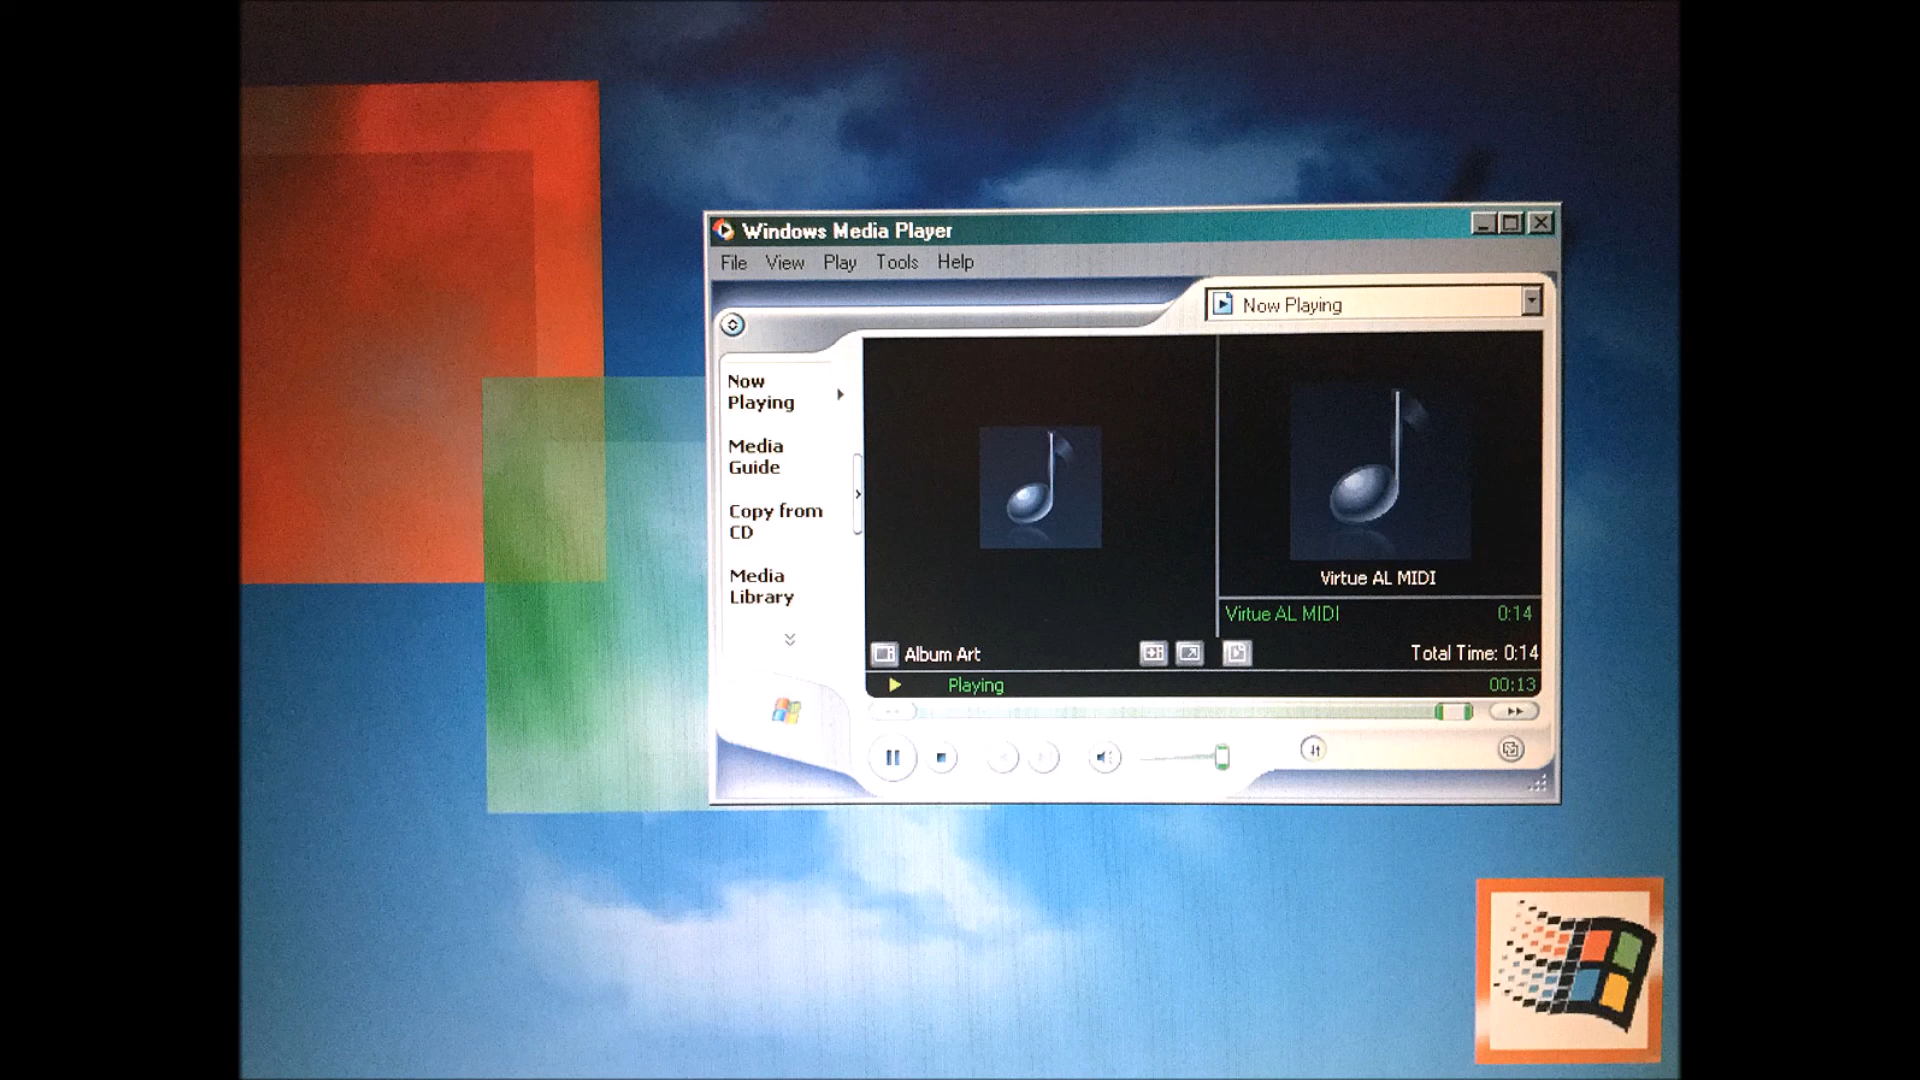 Windows Media Player
File View Play Tools Help
Now Playing
Now
Playing
Media
Guide
Copy from
CD
Media
Library
Virtue AL MIDI
Virtue AL MIDI 0:14
Album Art
Total Time: 0:14
Playing 00:13